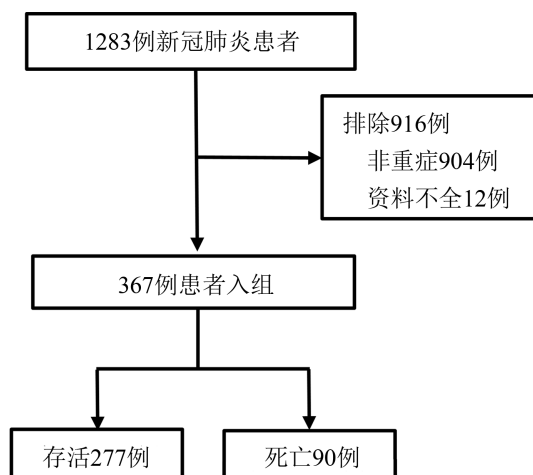 1283例新冠肺炎患者
排除916例
非重症904例
资料不全12例
367例患者入组
存活277例
死亡90例